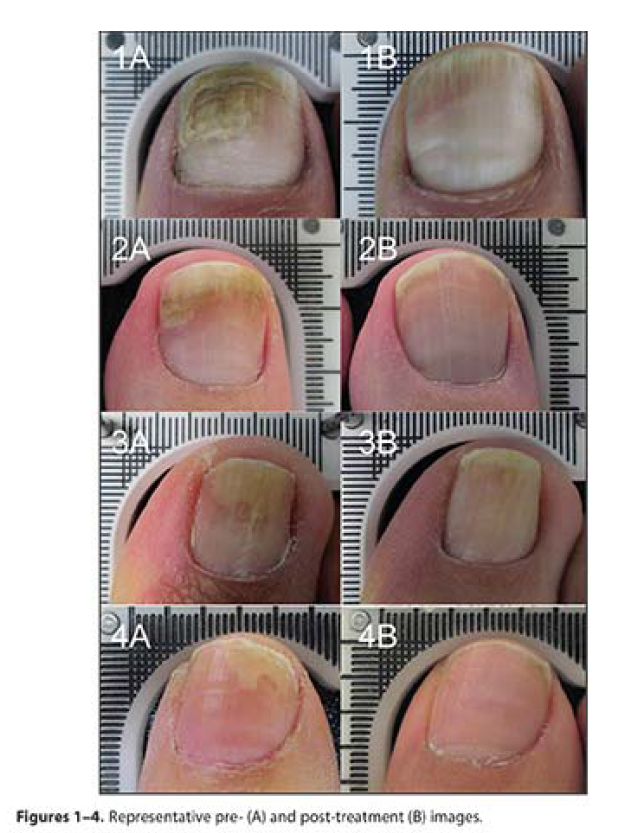 1A
1B
2A
2B
3A
3B
4A
4B
Figures 1–4. Representative pre- (A) and post-treatment (B) images.